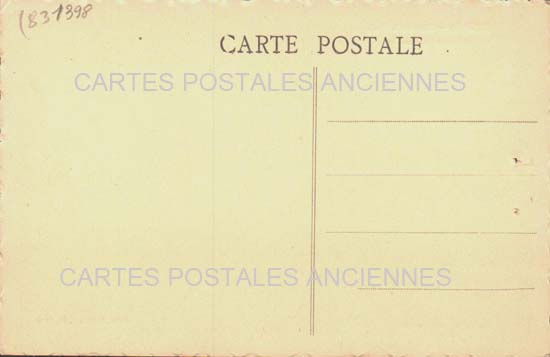 (831398
CARTE POSTALE
CARTES POSTALES ANCIENNES
CARTES POSTALES ANCIENNES